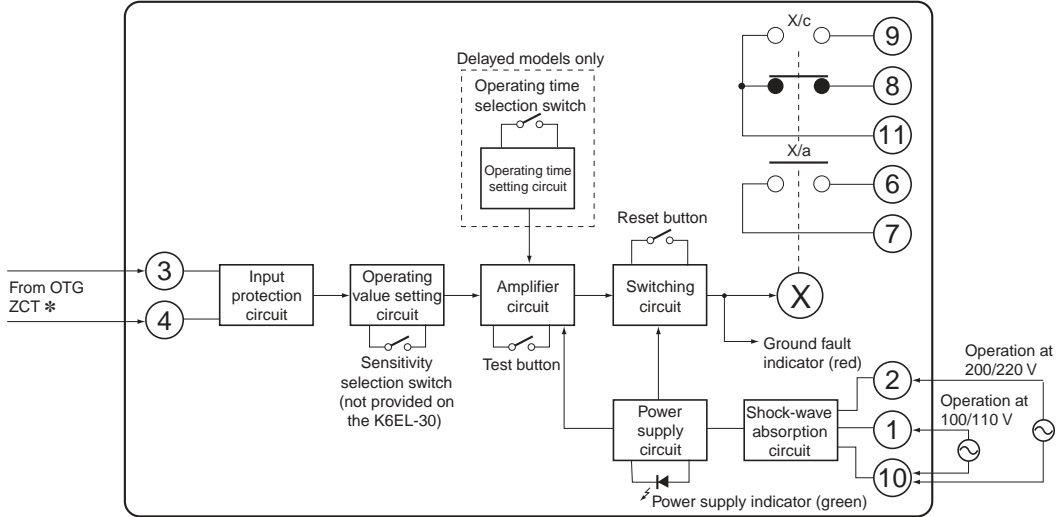 X/c
9
Delayed models only
Operating time
selection switch
8
Operating time
setting circuit
11
X/a
6
Reset button
7
3
From OTG
ZCT *
4
Input
protection
circuit
Operating
value setting
circuit
Amplifier
circuit
Switching
circuit
X
Sensitivity
selection switch
(not provided on
the K6EL-30)
Test button
Ground fault
indicator (red)
Operation at
200/220 V
2
Operation at
100/110 V
Power
supply
circuit
Shock-wave
absorption
circuit
1
10
Power supply indicator (green)